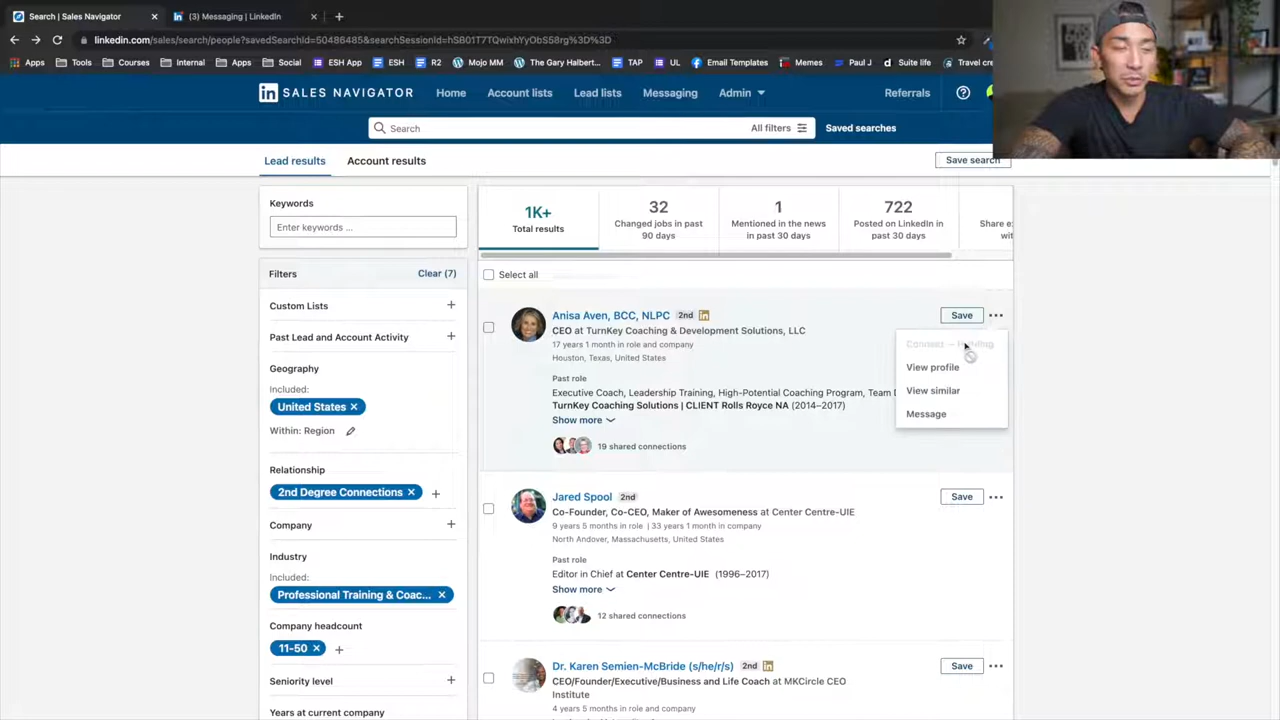 Search | Sales Navigator
(3) Messaging | LinkedIn
linkedin.com/sales/search/people?savedSearchId=50486485&searchSessionId=hSB01T7TQwixhYyObS58rg%3D%3D
Apps
Tools
Courses
Internal
Apps
Social
ESH App
ESH
R2
Mojo MM
The Gary Halbert...
TAP
UL
Email Templates
Memes
Paul J
Suite life
Travel cre
in SALES NAVIGATOR
Home
Account lists
Lead lists
Messaging
Admin
Referrals
Search
All filters
Saved searches
Lead results
Account results
Save search
Keywords
Enter keywords ...
Filters
Clear (7)
Custom Lists
Past Lead and Account Activity
Geography
Included:
United States
Within: Region
Relationship
2nd Degree Connections
Company
Industry
Included:
Professional Training & Coac...
Company headcount
11-50
Seniority level
Years at current company
1K+
Total results
32
Changed jobs in past
90 days
1
Mentioned in the news
in past 30 days
722
Posted on LinkedIn in
past 30 days
Share e
wit
Select all
Anisa Aven, BCC, NLPC 2nd in
Save
CEO at TurnKey Coaching & Development Solutions, LLC
17 years 1 month in role and company
Houston, Texas, United States
Past role
Executive Coach, Leadership Training, High-Potential Coaching Program, Team D
TurnKey Coaching Solutions | CLIENT Rolls Royce NA (2014–2017)
Show more
19 shared connections
Connect –
View profile
View similar
Message
Jared Spool 2nd
Save
Co-Founder, Co-CEO, Maker of Awesomeness at Center Centre-UIE
9 years 5 months in role | 33 years 1 month in company
North Andover, Massachusetts, United States
Past role
Editor in Chief at Center Centre-UIE (1996–2017)
Show more
12 shared connections
Dr. Karen Semien-McBride (s/he/r/s) 2nd in
Save
CEO/Founder/Executive/Business and Life Coach at MKCircle CEO
Institute
4 years 5 months in role and company